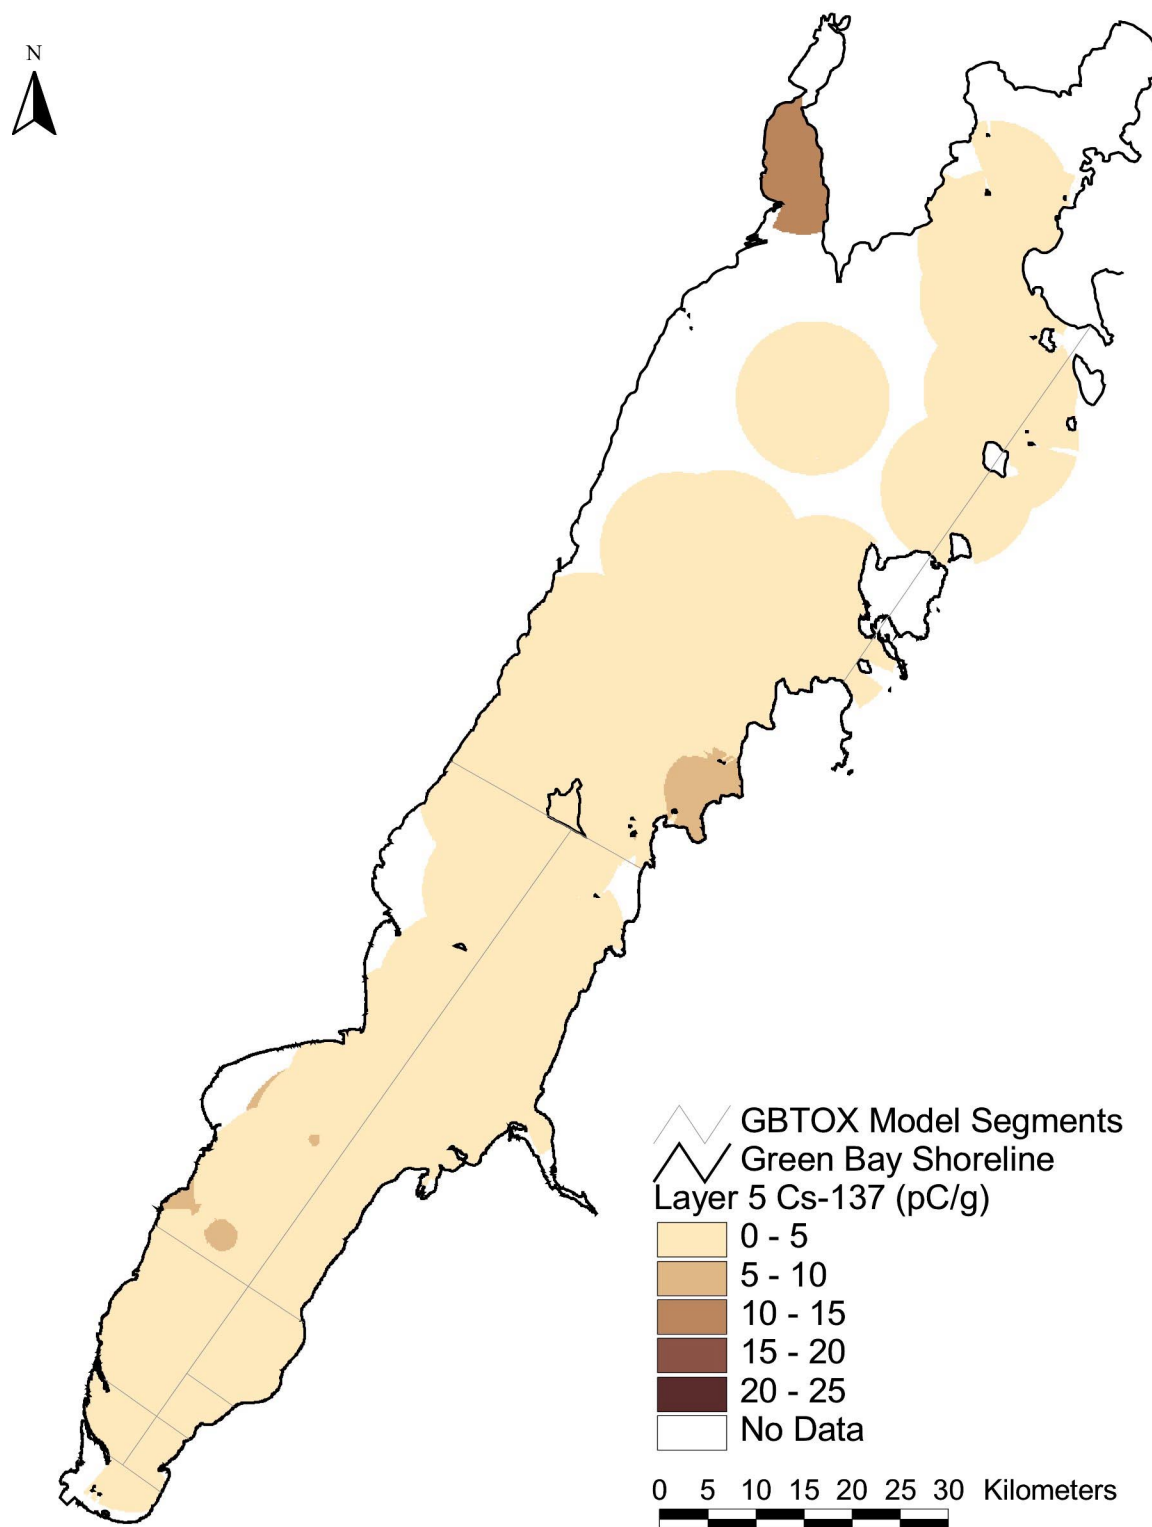 N
GBTOX Model Segments
Green Bay Shoreline
Layer 5 Cs-137 (pC/g)
0 - 5
5 - 10
10 - 15
15 - 20
20 - 25
No Data
0 5 10 15 20 25 30 Kilometers